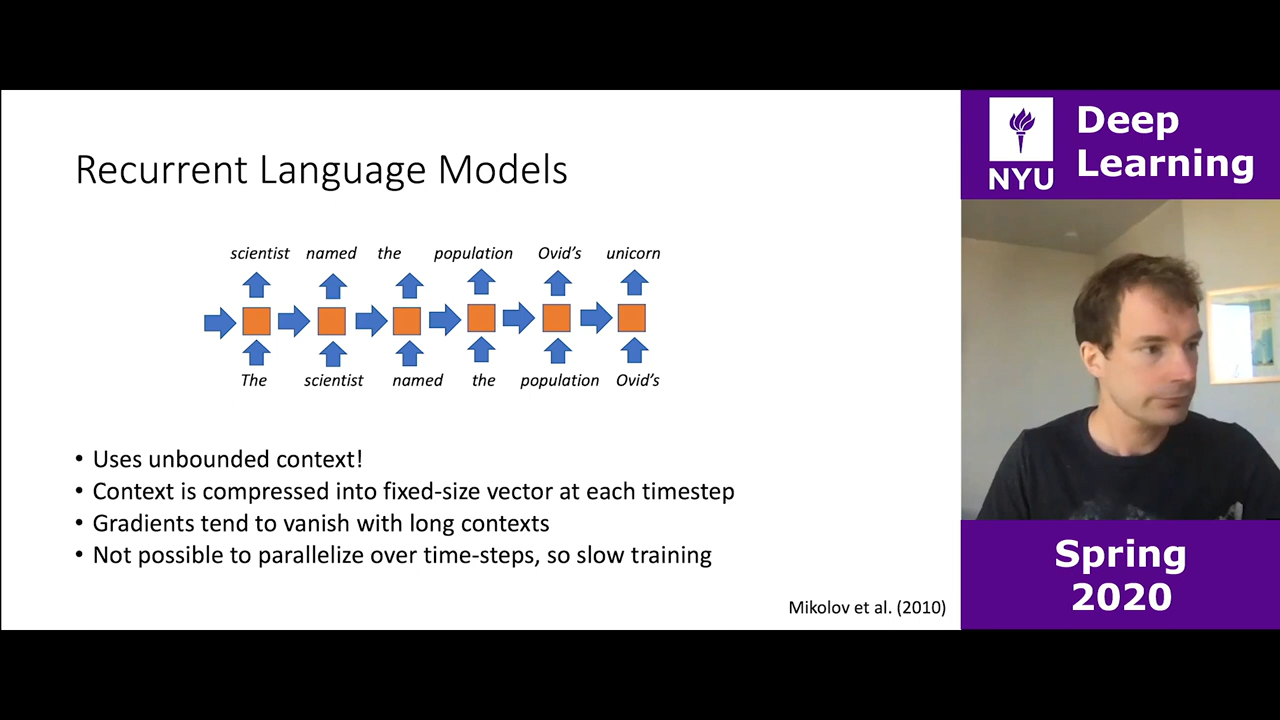 Recurrent Language Models
scientist named the population Ovid's unicorn
The scientist named the population Ovid's
• Uses unbounded context!
• Context is compressed into fixed-size vector at each timestep
• Gradients tend to vanish with long contexts
• Not possible to parallelize over time-steps, so slow training
Mikolov et al. (2010)
NYU
Deep
Learning
Spring
2020